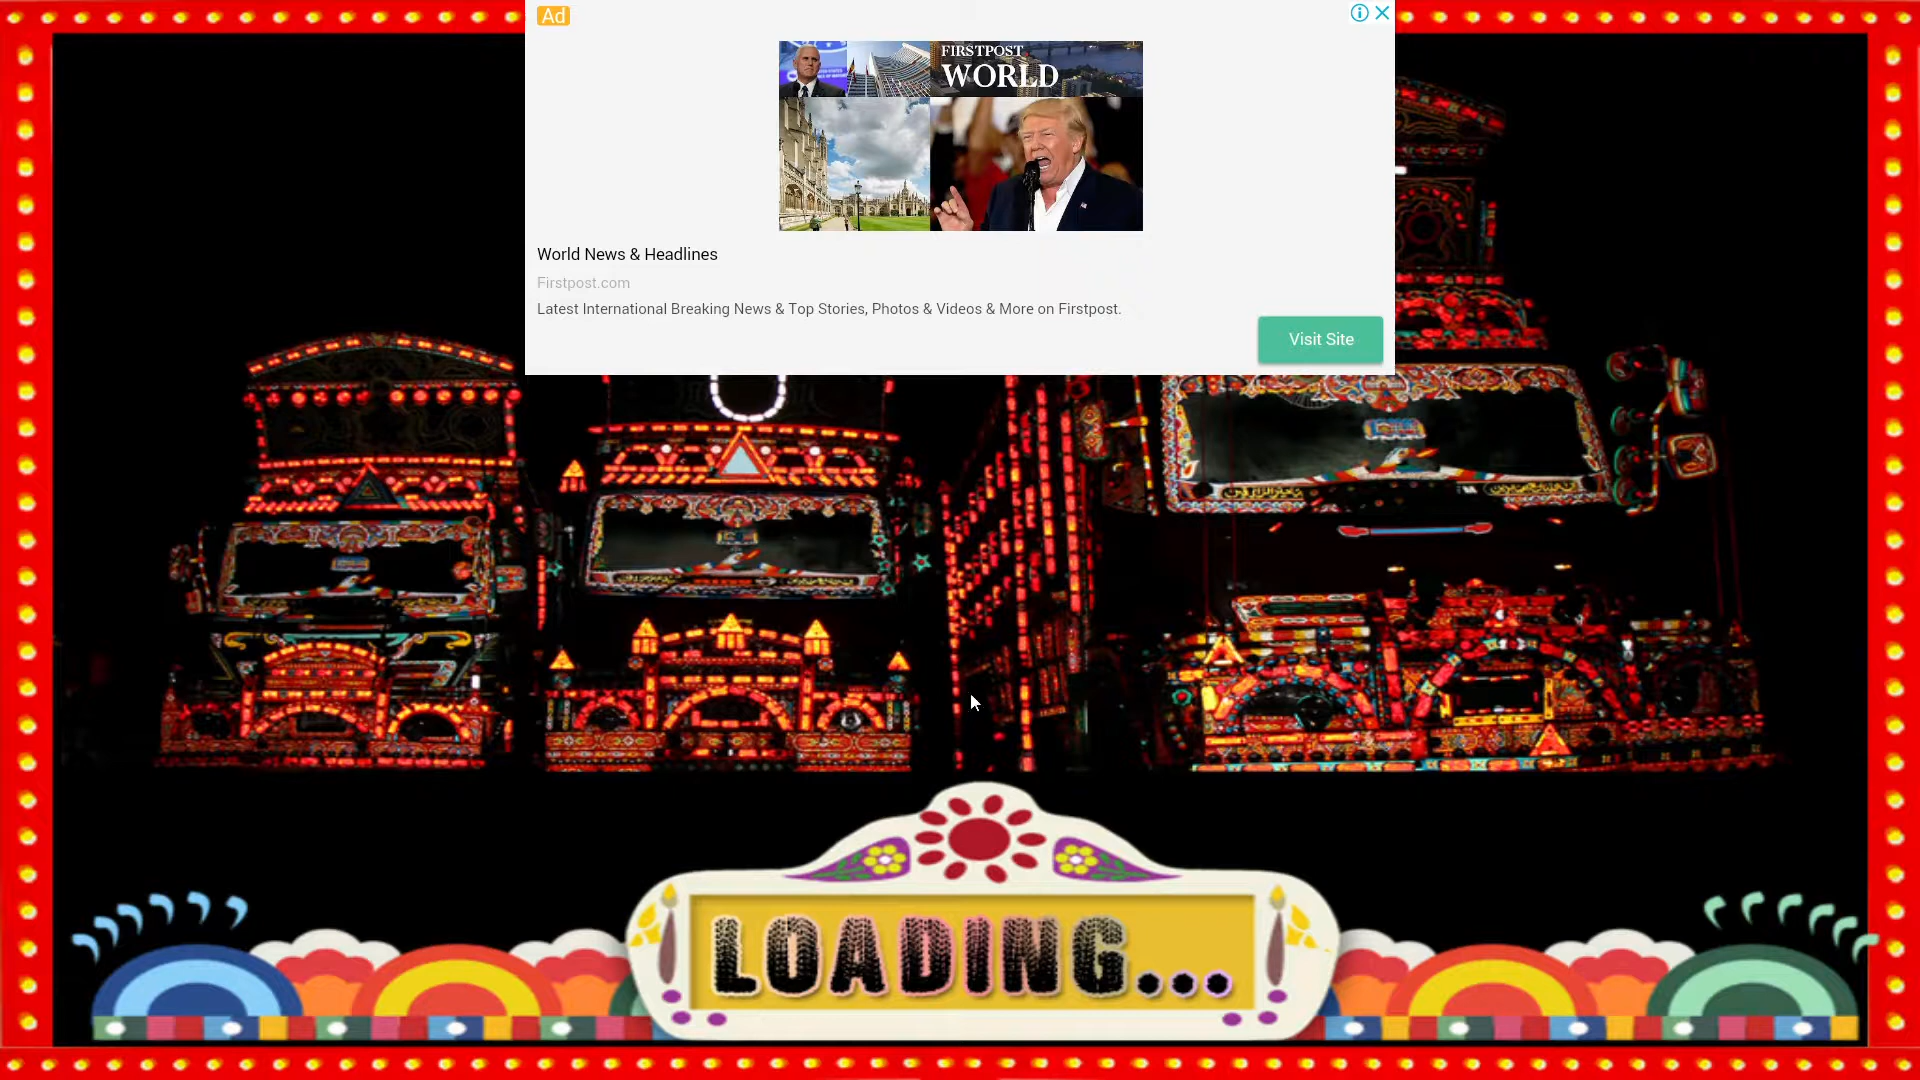 Ad
FIRSTPOST
WORLD
World News & Headlines
Firstpost.com
Latest International Breaking News & Top Stories, Photos & Videos & More on Firstpost.
Visit Site
LOADING...